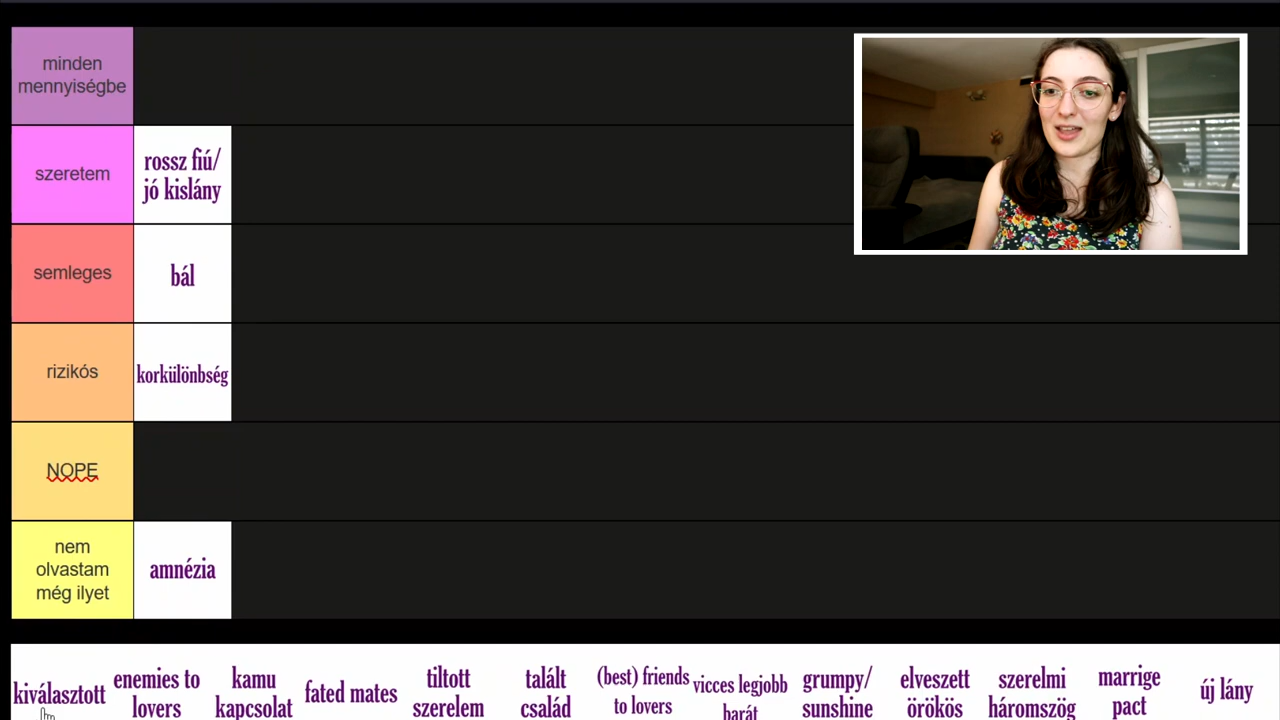 minden
mennyiségbe
szeretem
rossz fiú/
jó kislány
semleges
bál
rizikós
korkülönbség
NOPE
nem
olvastam
még ilyet
amnézia
kiválasztott
enemies to
lovers
kamu
kapcsolat
fated mates
tiltott
szerelem
talált
család
(best) friends
to lovers
vicces legjobb
barát
grumpy/
sunshine
elveszett
örökös
szerelmi
háromszög
marrige
pact
új lány